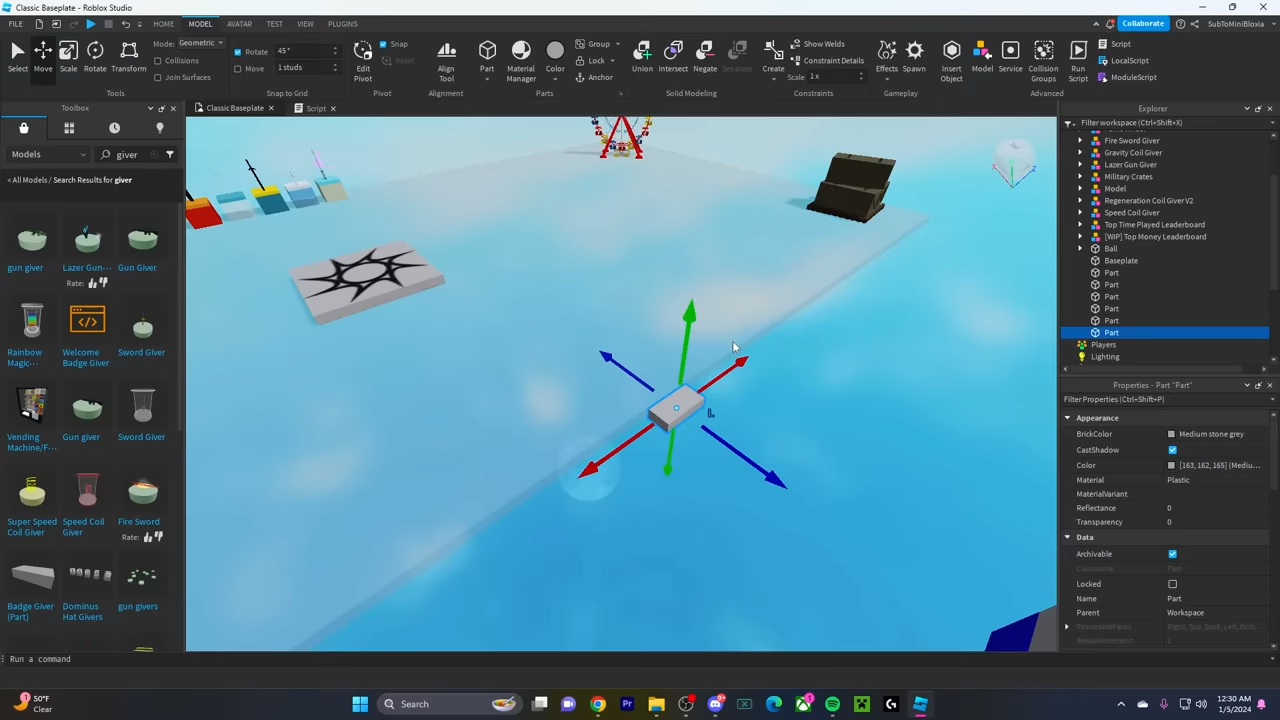 Classic Baseplate - Roblox Studio
FILE HOME MODEL AVATAR TEST VIEW PLUGINS Collaborate SubToMiniBloxia
Mode: Geometric Rotate 45° Snap Group Show Welds Script
Collisions Move 1 studs Reset Lock Constraint Details LocalScript
Join Surfaces Anchor Scale 1 x ModuleScript
Select Move Scale Rotate Transform Edit Pivot Align Tool Part Material Manager Color Union Intersect Negate Separate Create Effects Spawn Insert Object Model Service Collision Groups Run Script
Tools Snap to Grid Pivot Alignment Parts Solid Modeling Constraints Gameplay Advanced
Toolbox
Classic Baseplate Script
Models giver
< All Models / Search Results for giver
gun giver Lazer Gun... Gun Giver
Rate:
Rainbow Magic... Welcome Badge Giver Sword Giver
Vending Machine/F... Gun giver Sword Giver
Super Speed Coil Giver Speed Coil Giver Fire Sword
Rate:
Badge Giver (Part) Dominus Hat Givers gun givers
L
Explorer
Filter workspace (Ctrl+Shift+X)
Fire Sword Giver
Gravity Coil Giver
Lazer Gun Giver
Military Crates
Model
Regeneration Coil Giver V2
Speed Coil Giver
Top Time Played Leaderboard
[WIP] Top Money Leaderboard
Ball
Baseplate
Part
Part
Part
Part
Part
Part
Players
Lighting
Properties - Part "Part"
Filter Properties (Ctrl+Shift+P)
Appearance
BrickColor Medium stone grey
CastShadow
Color [163, 162, 165] (Mediu...
Material Plastic
MaterialVariant
Reflectance 0
Transparency 0
Data
Archivable
ClassName Part
Locked
Name Part
Parent Workspace
Run a command
50°F
Clear
Search
12:30 AM
1/5/2024